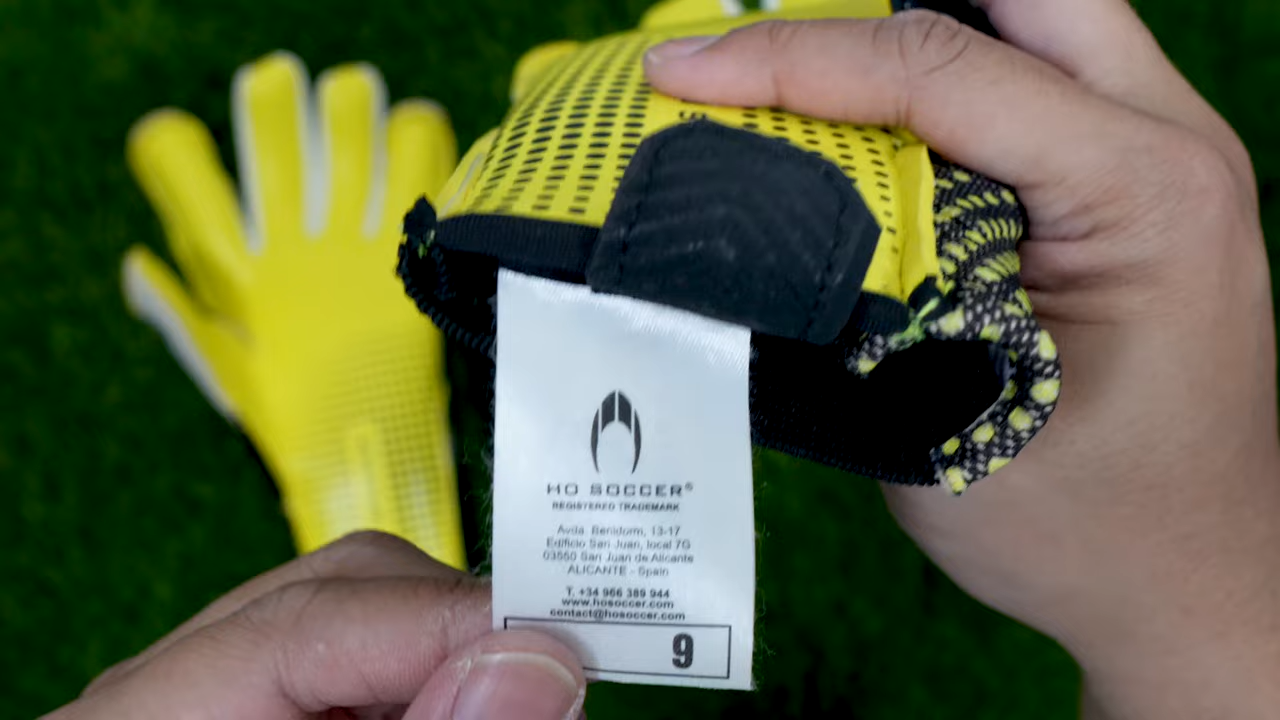 HO SOCCER®
REGISTERED TRADEMARK
Avda. Benidorm, 13-17
Edificio San Juan, local 7G
03550 San Juan de Alicante
ALICANTE - Spain
T. +34 966 389 944
www.hosoccer.com
contact@hosoccer.com
9